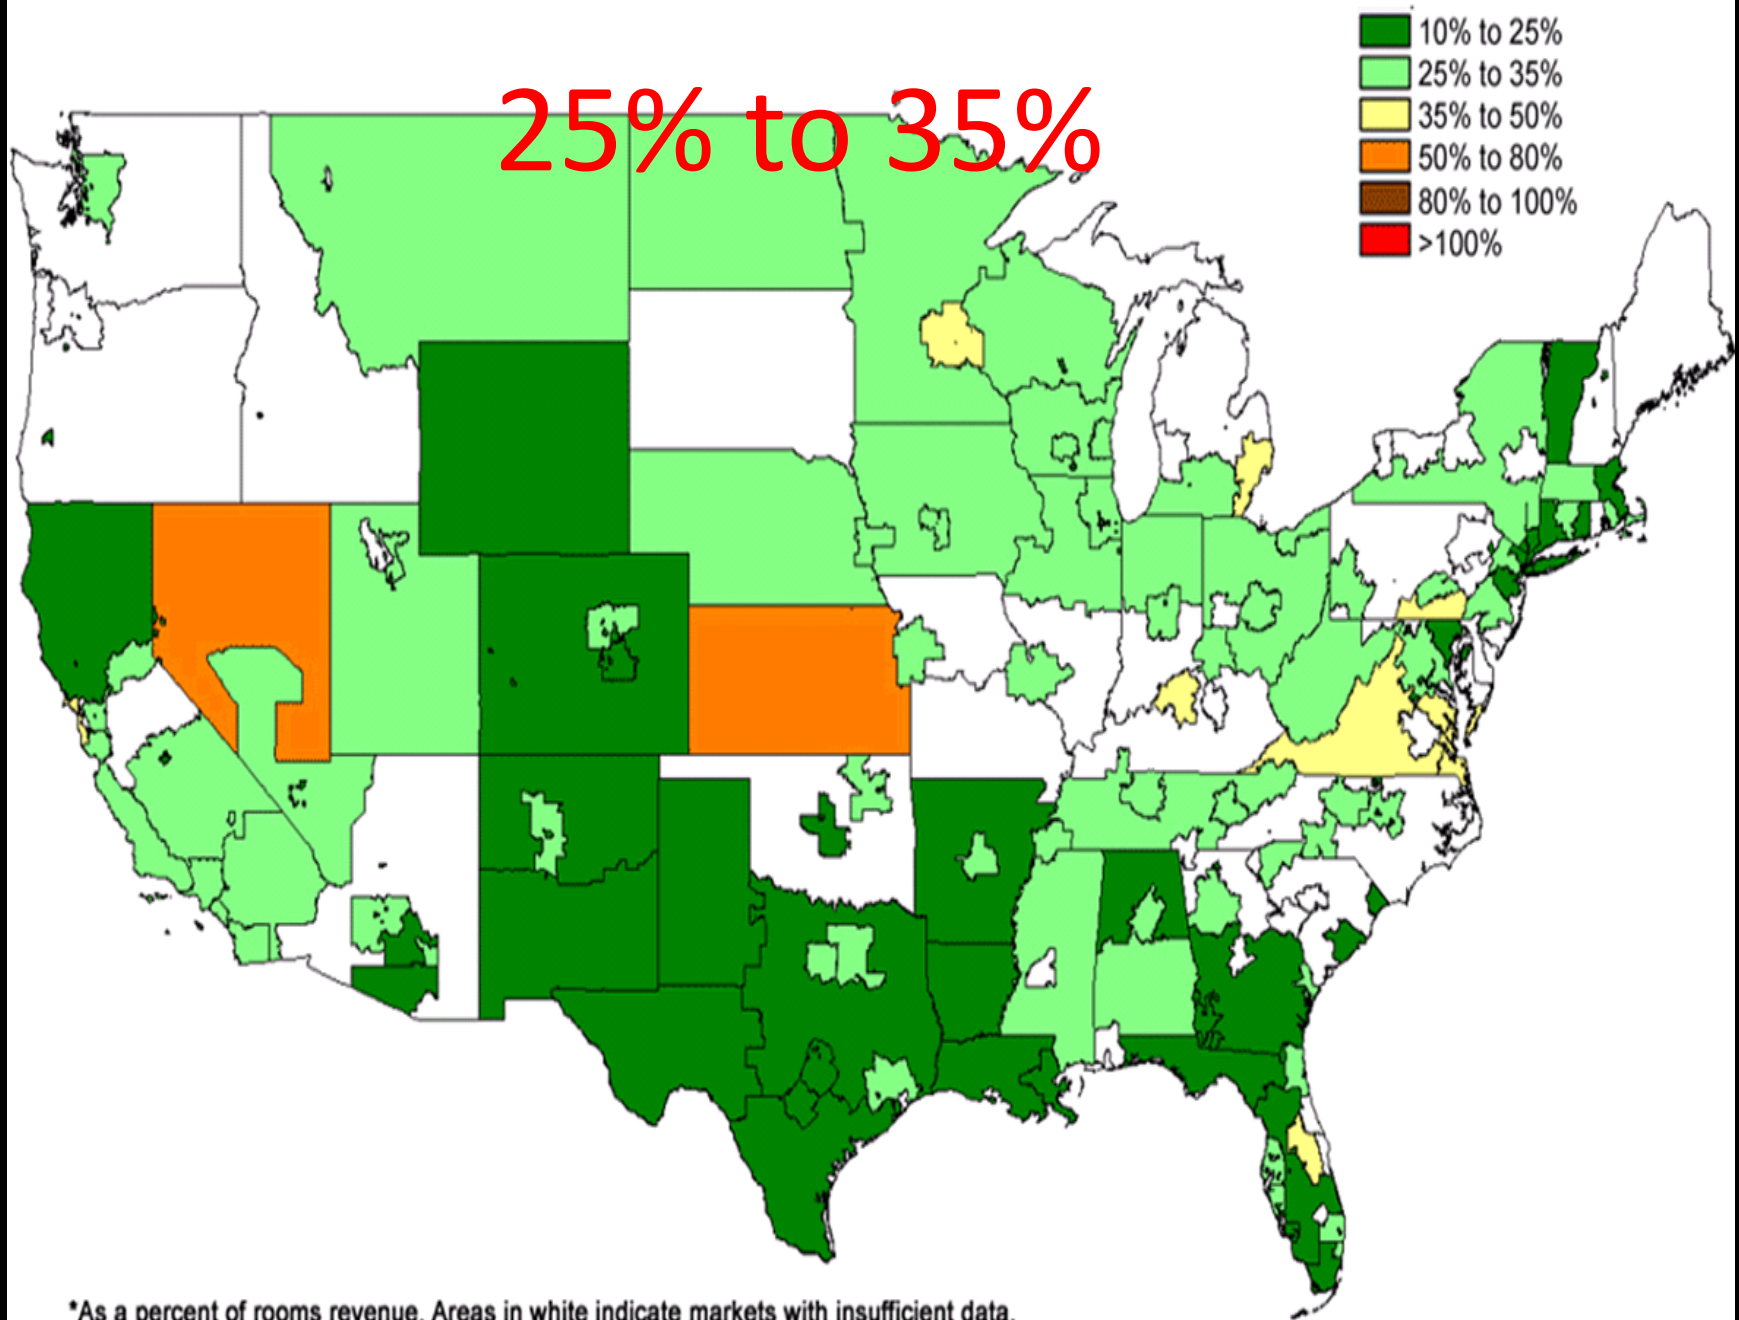 10% to 25%
25% to 35%
25% to 35%
35% to 50%
50% to 80%
80% to 100%
>100%
*As a percent of rooms revenue. Areas in white indicate markets with insufficient data.